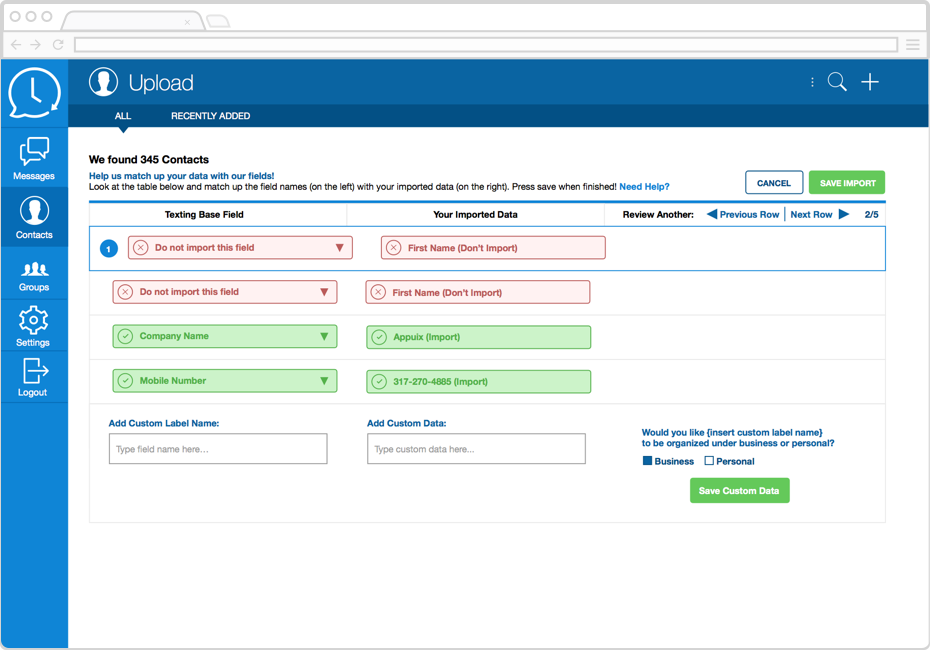 Upload
ALL RECENTLY ADDED
Messages
Contacts
Groups
Settings
Logout
We found 345 Contacts
Help us match up your data with our fields!
Look at the table below and match up the field names (on the left) with your imported data (on the right). Press save when finished! Need Help?
CANCEL SAVE IMPORT
Texting Base Field Your Imported Data Review Another: Previous Row Next Row 2/5
1 Do not import this field First Name (Don't Import)
Do not import this field First Name (Don't Import)
Company Name Appuix (Import)
Mobile Number 317-270-4885 (Import)
Add Custom Label Name: Add Custom Data:
Type field name here... Type custom data here...
Would you like {insert custom label name}
to be organized under business or personal?
Business Personal
Save Custom Data